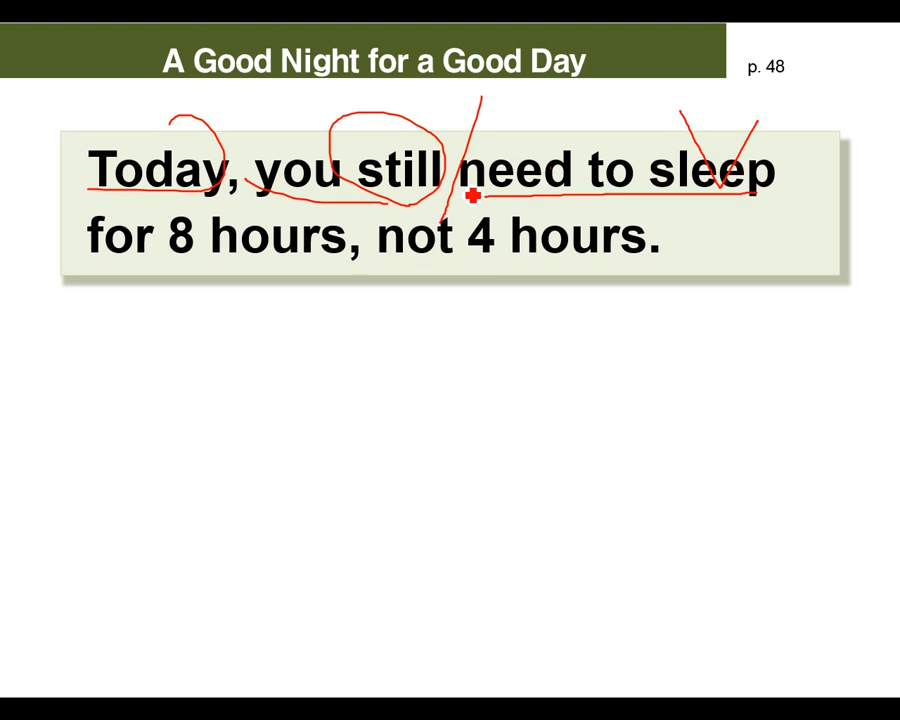 A Good Night for a Good Day
p. 48
Today, you still need to sleep
for 8 hours, not 4 hours.